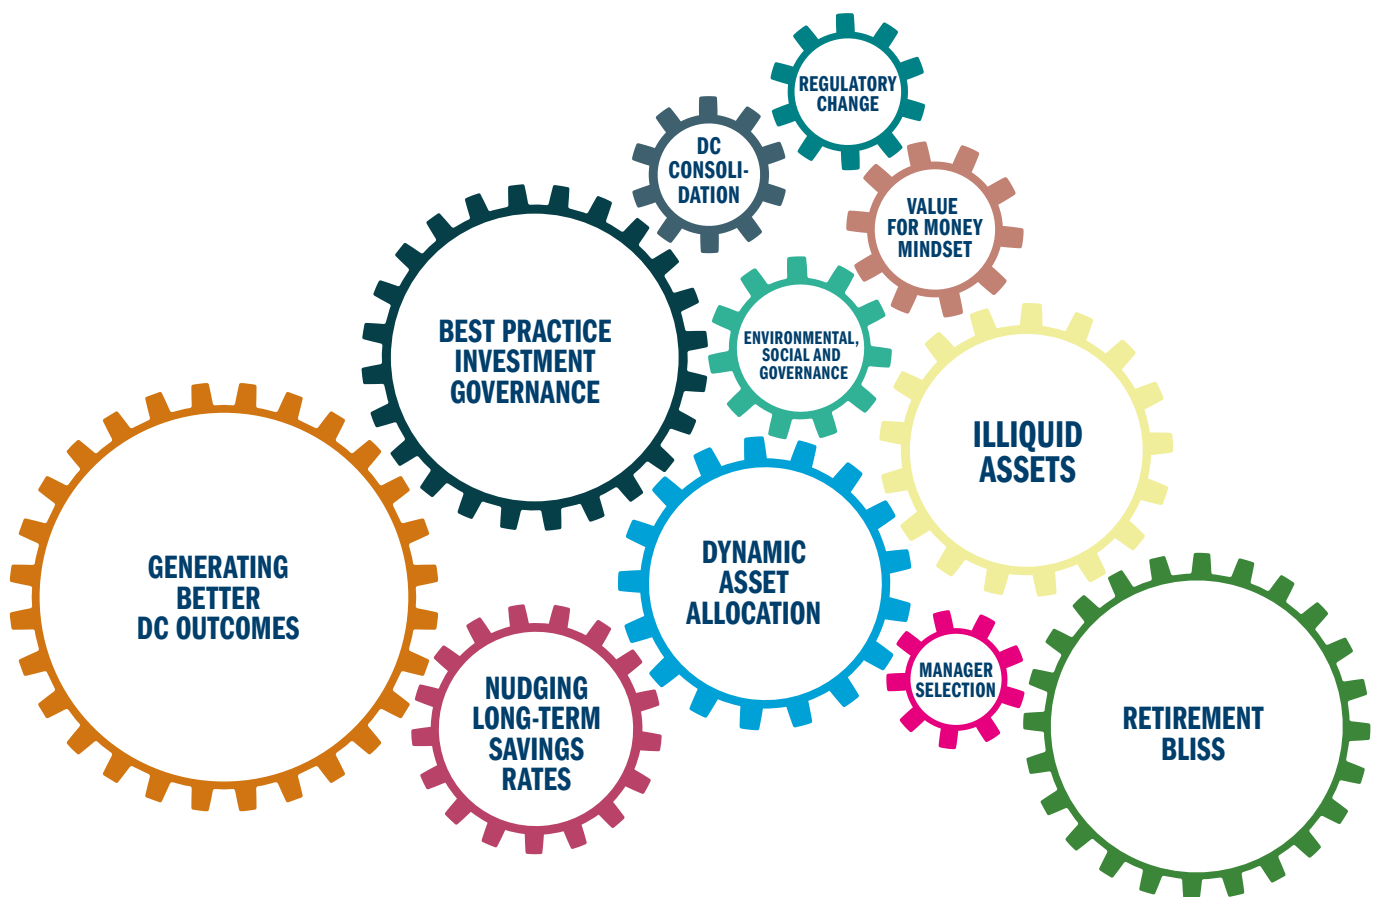 REGULATORY
CHANGE
DC
CONSOLI-
DATION
VALUE
FOR MONEY
MINDSET
BEST PRACTICE
INVESTMENT
GOVERNANCE
ENVIRONMENTAL,
SOCIAL AND
GOVERNANCE
ILLIQUID
ASSETS
GENERATING
BETTER
DC OUTCOMES
DYNAMIC
ASSET
ALLOCATION
NUDGING
LONG-TERM
SAVINGS
RATES
MANAGER
SELECTION
RETIREMENT
BLISS